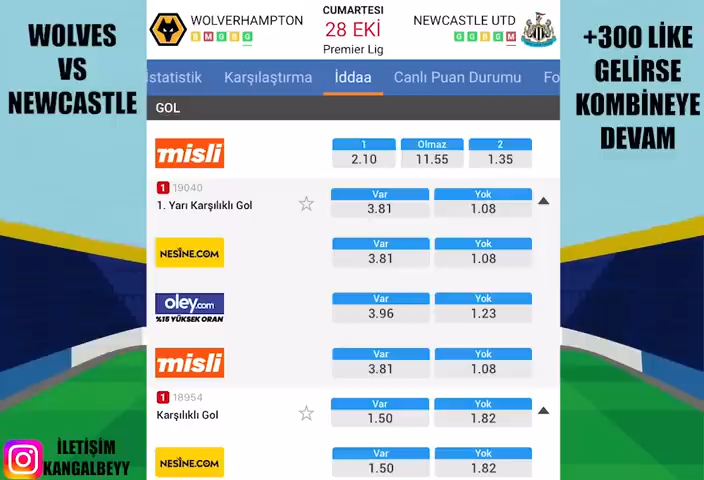 WOLVES
VS
NEWCASTLE
WOLVERHAMPTON
B M G B G
CUMARTESİ
28 EKİ
Premier Lig
NEWCASTLE UTD
G G B G M
+300 LİKE
GELİRSE
KOMBİNEYE
DEVAM
İstatistik Karşılaştırma İddaa Canlı Puan Durumu Fo
GOL
misli
1 Olmaz 2
2.10 11.55 1.35
1 19040
1. Yarı Karşılıklı Gol
Var Yok
3.81 1.08
NESİNE.COM
Var Yok
3.81 1.08
oley.com
%15 YÜKSEK ORAN
Var Yok
3.96 1.23
misli
Var Yok
3.81 1.08
1 18954
Karşılıklı Gol
Var Yok
1.50 1.82
NESİNE.COM
Var Yok
1.50 1.82
İLETİŞİM
KANGALBEYY